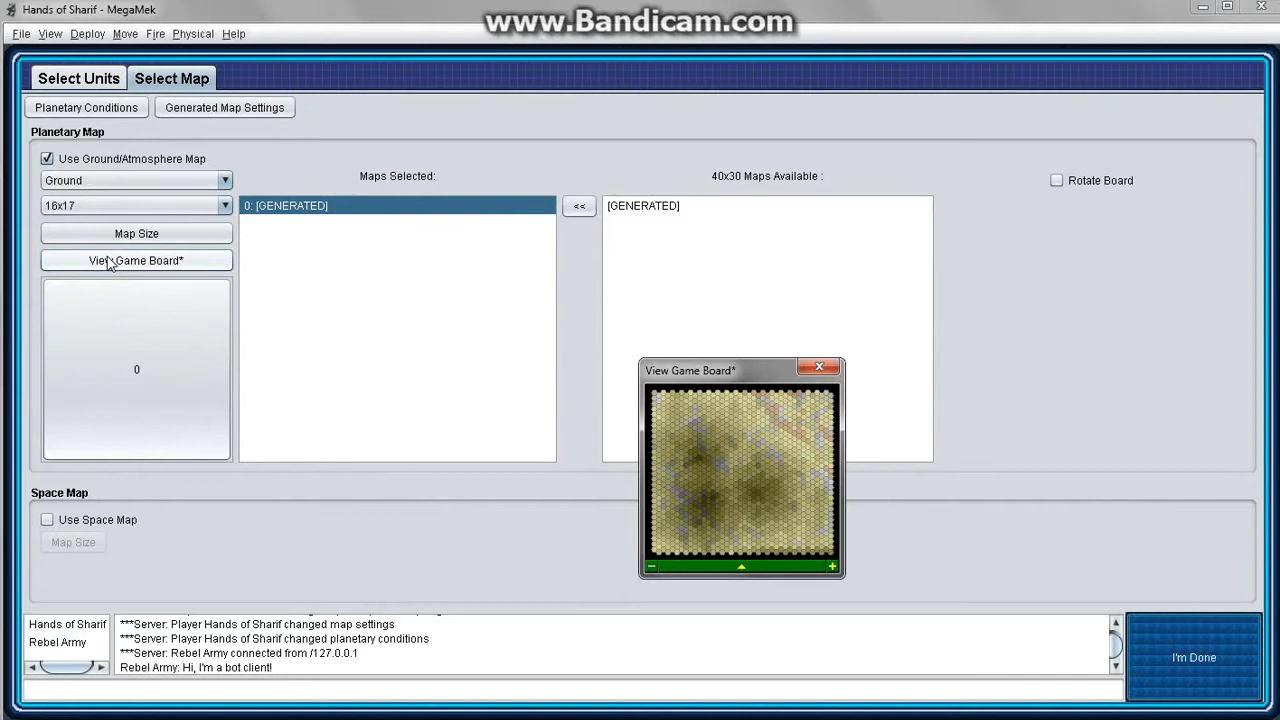 Hands of Sharif - MegaMek
www.Bandicam.com
File View Deploy Move Fire Physical Help
Select Units Select Map
Planetary Conditions Generated Map Settings
Planetary Map
Use Ground/Atmosphere Map
Maps Selected: 40x30 Maps Available :
Ground
Rotate Board
16x17
0: [GENERATED] << [GENERATED]
Map Size
View Game Board*
0
View Game Board*
Space Map
Use Space Map
Map Size
Hands of Sharif
Rebel Army
***Server: Player Hands of Sharif changed map settings
***Server: Player Hands of Sharif changed planetary conditions
***Server: Rebel Army connected from /127.0.0.1
Rebel Army: Hi, I'm a bot client!
I'm Done